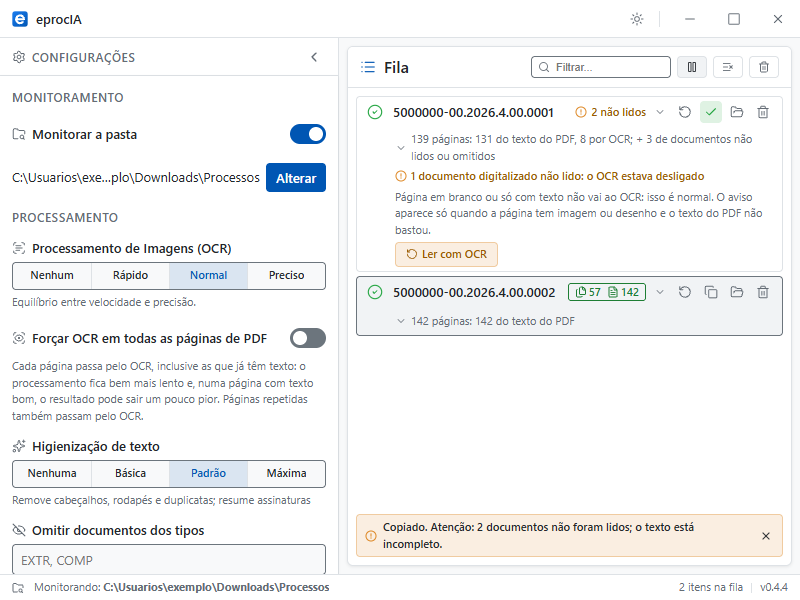 eprocIA
CONFIGURAÇÕES
MONITORAMENTO
Monitorar a pasta
C:\Usuarios\exe...plo\Downloads\Processos
Alterar
PROCESSAMENTO
Processamento de Imagens (OCR)
Nenhum Rápido Normal Preciso
Equilíbrio entre velocidade e precisão.
Forçar OCR em todas as páginas de PDF
Cada página passa pelo OCR, inclusive as que já têm texto: o
processamento fica bem mais lento e, numa página com texto
bom, o resultado pode sair um pouco pior. Páginas repetidas
também passam pelo OCR.
Higienização de texto
Nenhuma Básica Padrão Máxima
Remove cabeçalhos, rodapés e duplicatas; resume assinaturas
Omitir documentos dos tipos
EXTR, COMP
Fila
Filtrar...
5000000-00.2026.4.00.0001
2 não lidos
139 páginas: 131 do texto do PDF, 8 por OCR; + 3 de documentos não
lidos ou omitidos
1 documento digitalizado não lido: o OCR estava desligado
Página em branco ou só com texto não vai ao OCR: isso é normal. O aviso
aparece só quando a página tem imagem ou desenho e o texto do PDF não
bastou.
Ler com OCR
5000000-00.2026.4.00.0002
57 142
142 páginas: 142 do texto do PDF
Copiado. Atenção: 2 documentos não foram lidos; o texto está
incompleto.
Monitorando: C:\Usuarios\exemplo\Downloads\Processos
2 itens na fila
v0.4.4